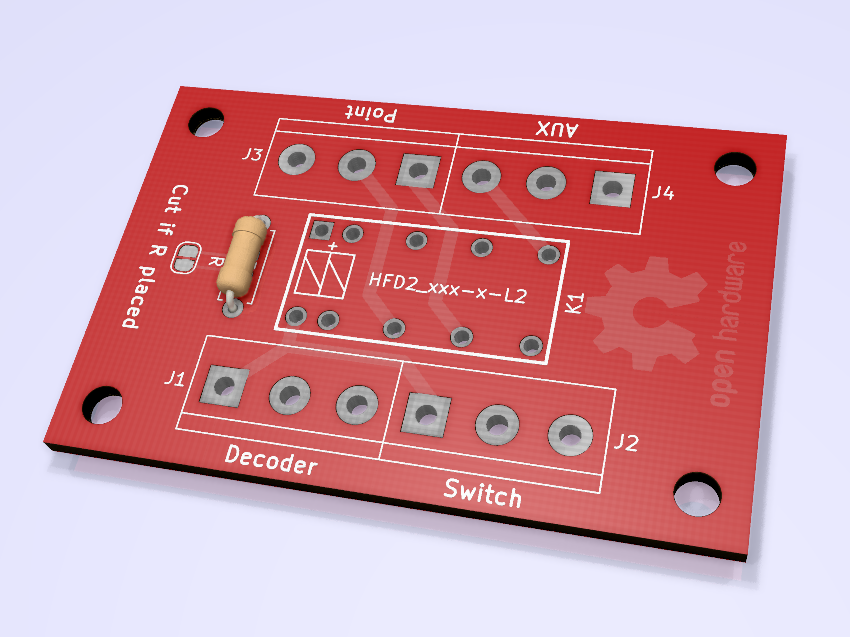 Point
AUX
J3
J4
Cut if R placed
R
+
HFD2_xxx-x-L2
K1
open hardware
J1
J2
Decoder
Switch